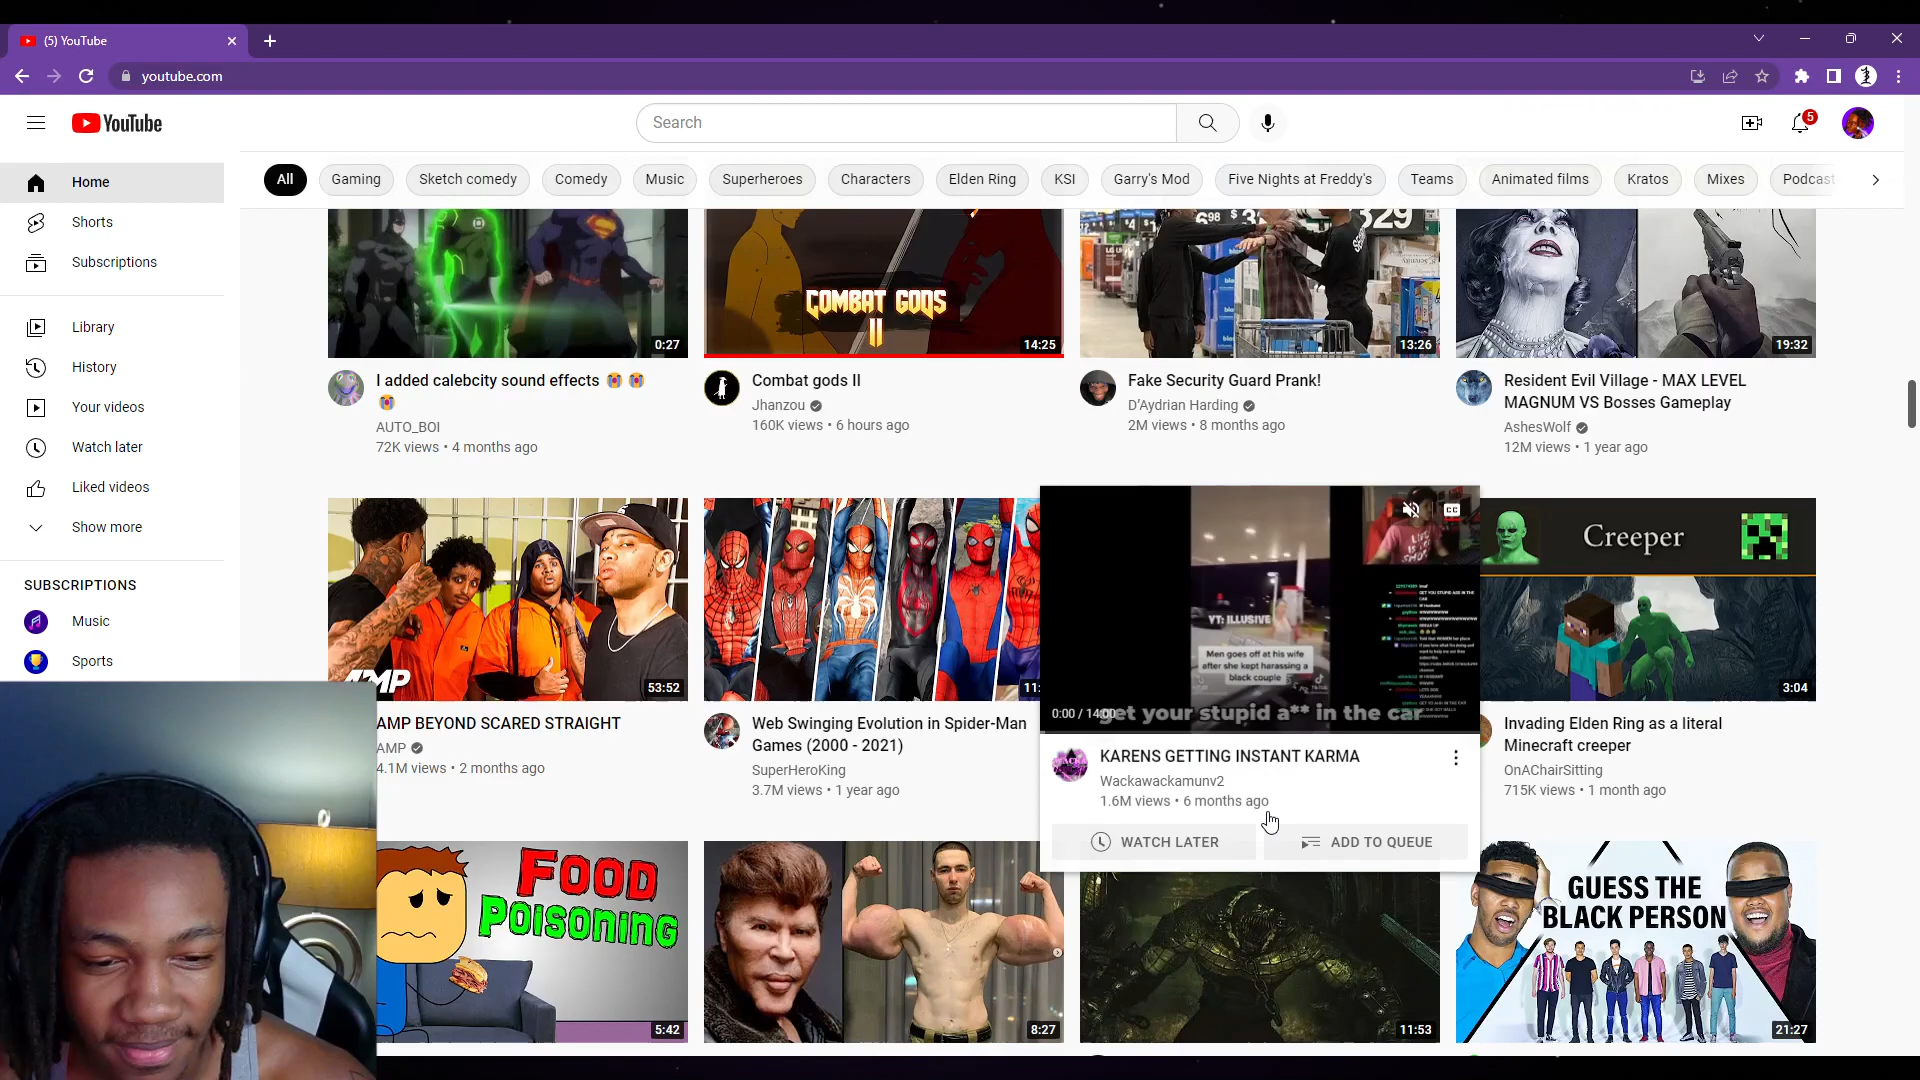 (5) YouTube
youtube.com
YouTube
Search
5
Home
Shorts
Subscriptions
Library
History
Your videos
Watch later
Liked videos
Show more
SUBSCRIPTIONS
Music
Sports
All Gaming Sketch comedy Comedy Music Superheroes Characters Elden Ring KSI Garry's Mod Five Nights at Freddy's Teams Animated films Kratos Mixes Podcast
0:27
I added calebcity sound effects 😭 😭
😭
AUTO_BOI
72K views • 4 months ago
COMBAT GODS
II
14:25
Combat gods II
Jhanzou
160K views • 6 hours ago
13:26
Fake Security Guard Prank!
D'Aydrian Harding
2M views • 8 months ago
19:32
Resident Evil Village - MAX LEVEL
MAGNUM VS Bosses Gameplay
AshesWolf
12M views • 1 year ago
AMP
53:52
AMP BEYOND SCARED STRAIGHT
AMP
4.1M views • 2 months ago
11:
Web Swinging Evolution in Spider-Man
Games (2000 - 2021)
SuperHeroKing
3.7M views • 1 year ago
CC
YT: ILLUSIVE
Men goes off at his wife
after she kept harassing a
black couple
0:00 / 14:00
get your stupid a** in the car
KARENS GETTING INSTANT KARMA
Wackawackamunv2
1.6M views • 6 months ago
WATCH LATER
ADD TO QUEUE
Creeper
3:04
Invading Elden Ring as a literal
Minecraft creeper
OnAChairSitting
715K views • 1 month ago
FOOD
POISONING
5:42
8:27
11:53
GUESS THE
BLACK PERSON
21:27